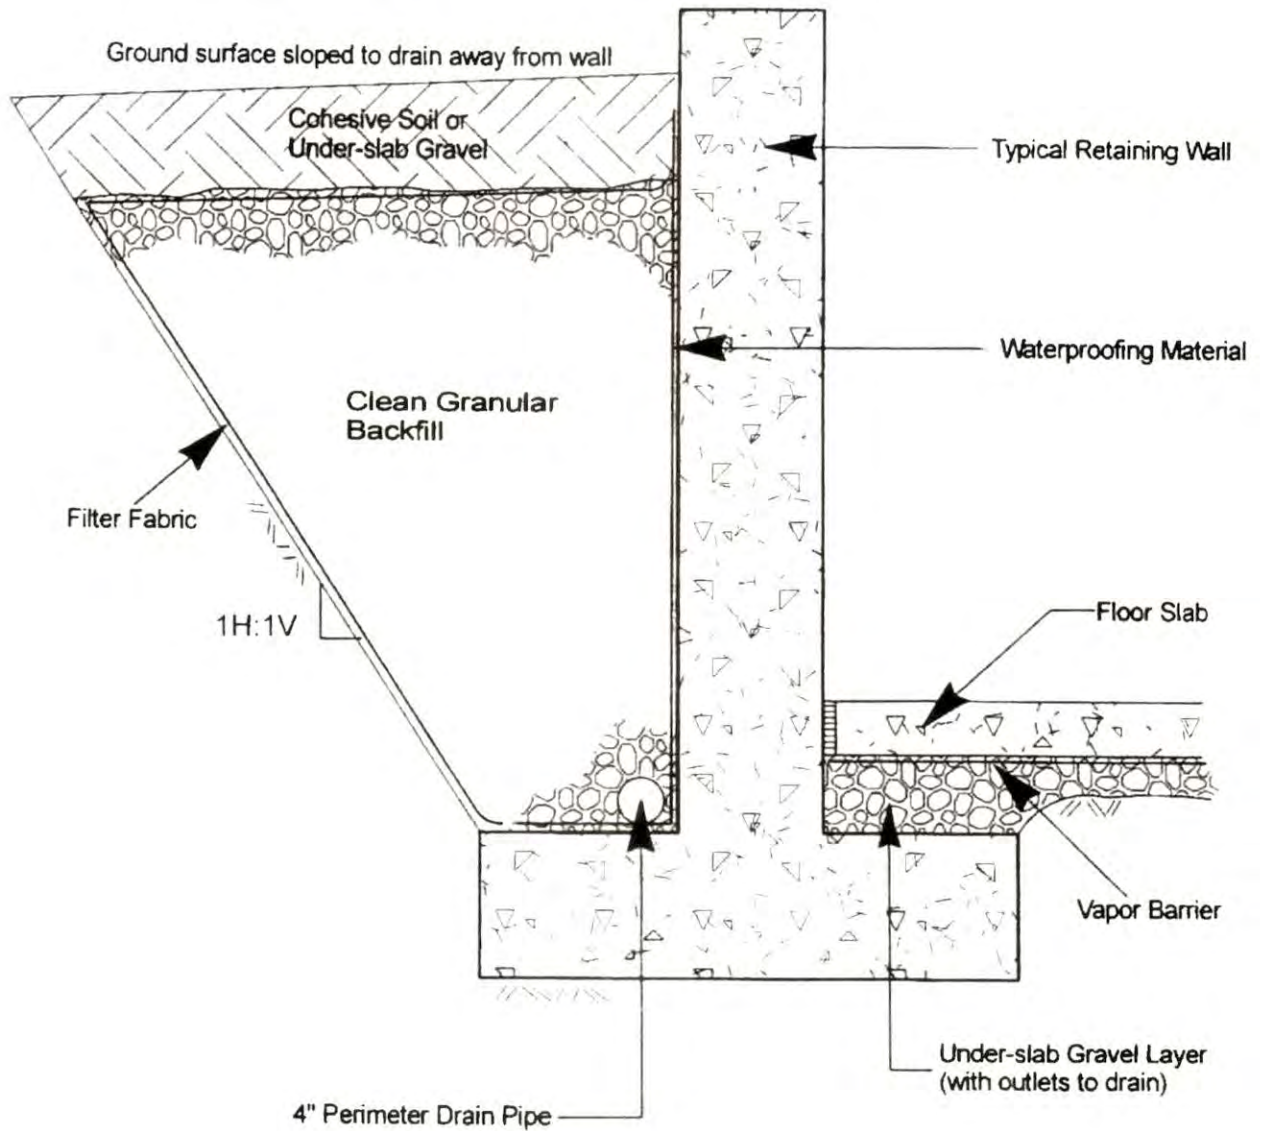 Ground surface sloped to drain away from wall
Cohesive Soil or
Under-slab Gravel
Typical Retaining Wall
Waterproofing Material
Clean Granular
Backfill
Filter Fabric
1H:1V
Floor Slab
Vapor Barrier
Under-slab Gravel Layer
(with outlets to drain)
4" Perimeter Drain Pipe